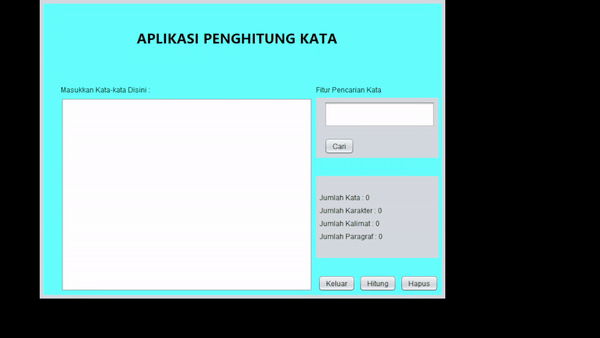 APLIKASI PENGHITUNG KATA
Masukkan Kata-kata Disini :
Fitur Pencarian Kata
Cari
Jumlah Kata : 0
Jumlah Karakter : 0
Jumlah Kalimat : 0
Jumlah Paragraf : 0
Keluar
Hitung
Hapus